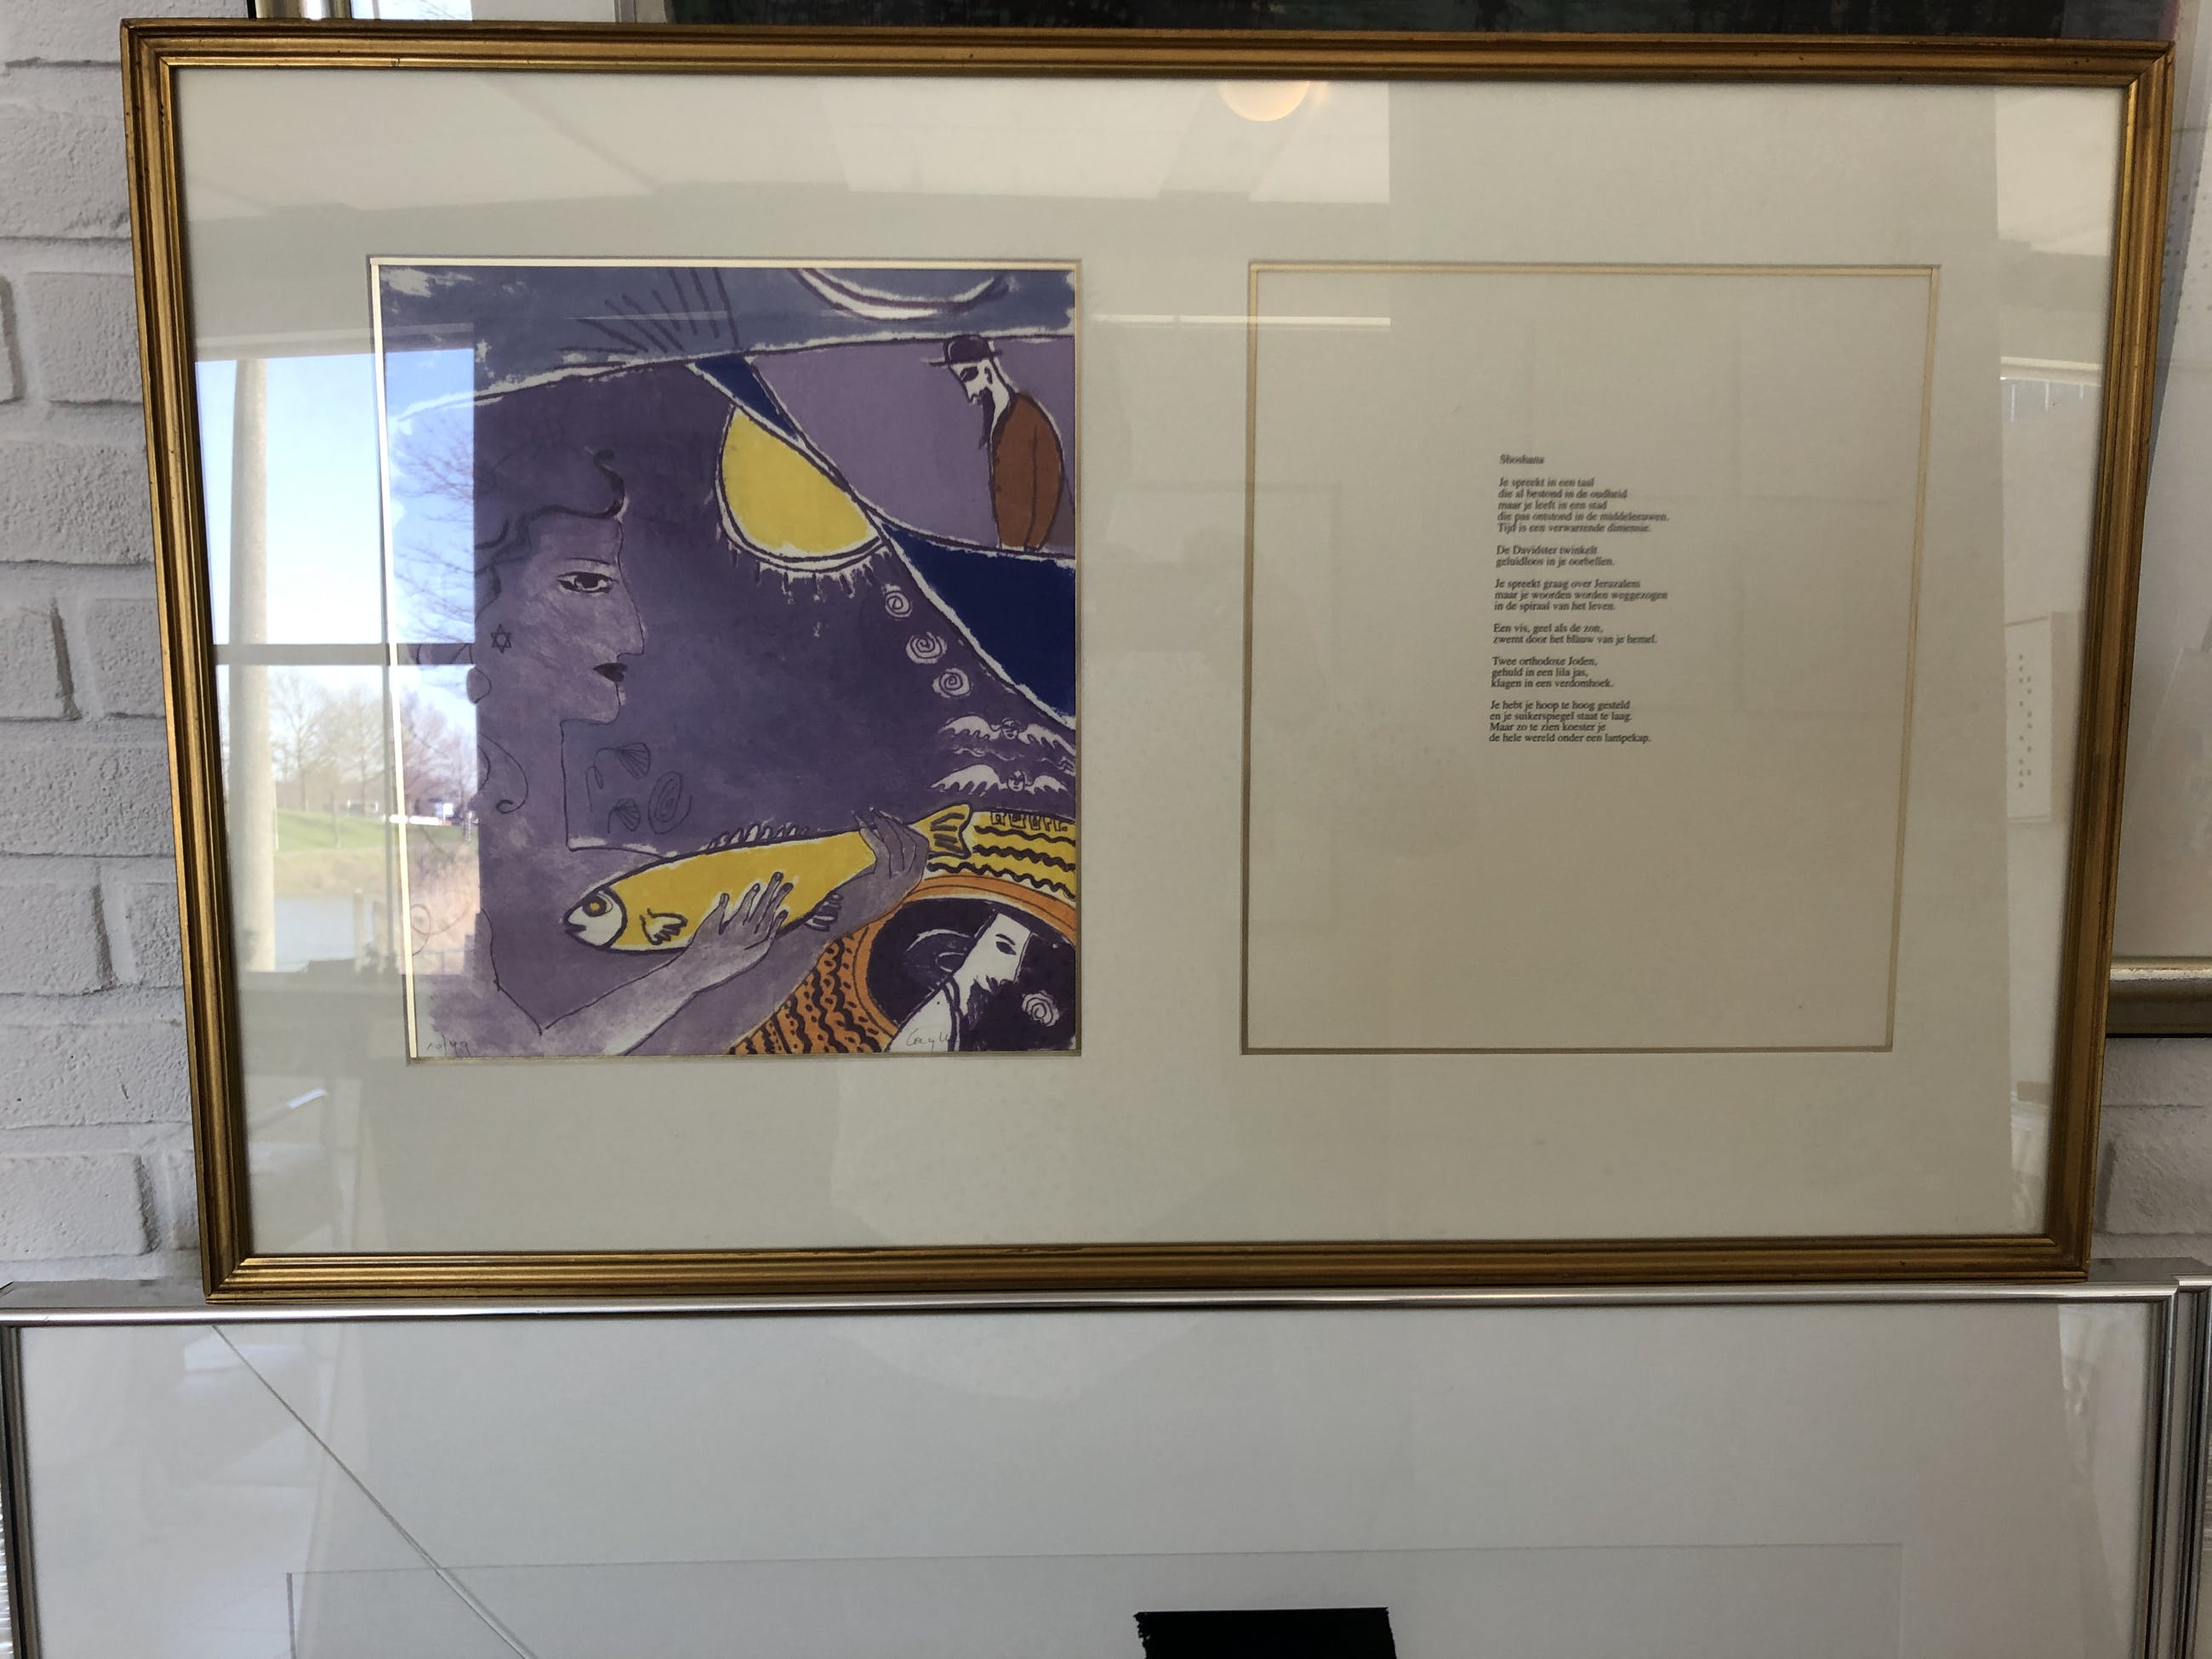 Shoshana
Je spreekt in een taal
die al bestond in de oudheid
maar je leeft in een stad
die pas ontstond in de middeleeuwen.
Tijd is een verwarrende dimensie.
De Davidster twinkelt
geluidloos in je oorbellen.
Je spreekt graag over Jeruzalem
maar je woorden worden weggezogen
in de spiraal van het leven.
Een vis, geel als de zon,
zwemt door het blauw van je hemel.
Twee orthodoxe Joden,
gehuld in een lila jas,
klagen in een verdomhoek.
Je hebt je hoop te hoog gesteld
en je suikerspiegel staat te laag.
Maar zo te zien koester je
de hele wereld onder een lampekap.